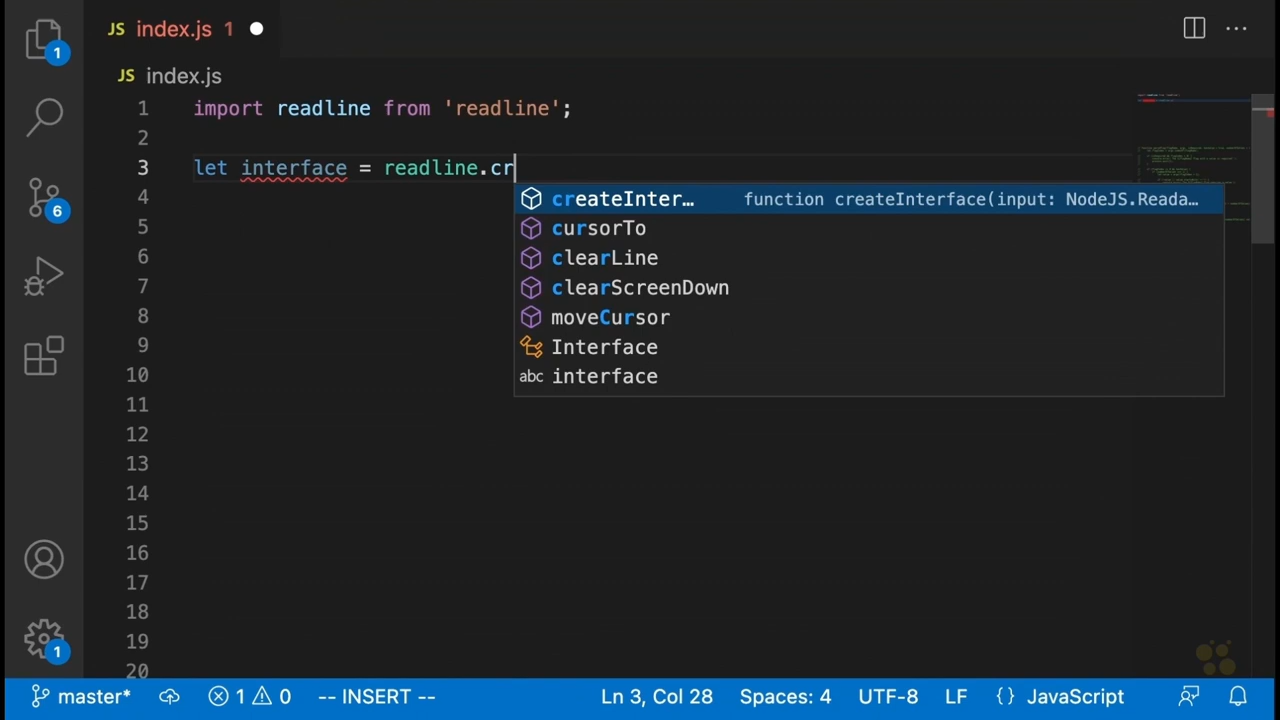 JS index.js 1
JS index.js
1 import readline from 'readline';
2
3 let interface = readline.cr
4 createInter… function createInterface(input: NodeJS.Reada…
5 cursorTo
6 clearLine
7 clearScreenDown
8 moveCursor
9 Interface
10 abc interface
11
12
13
14
15
16
17
18
19
20
1
6
1
master* 1 0 -- INSERT -- Ln 3, Col 28 Spaces: 4 UTF-8 LF {} JavaScript